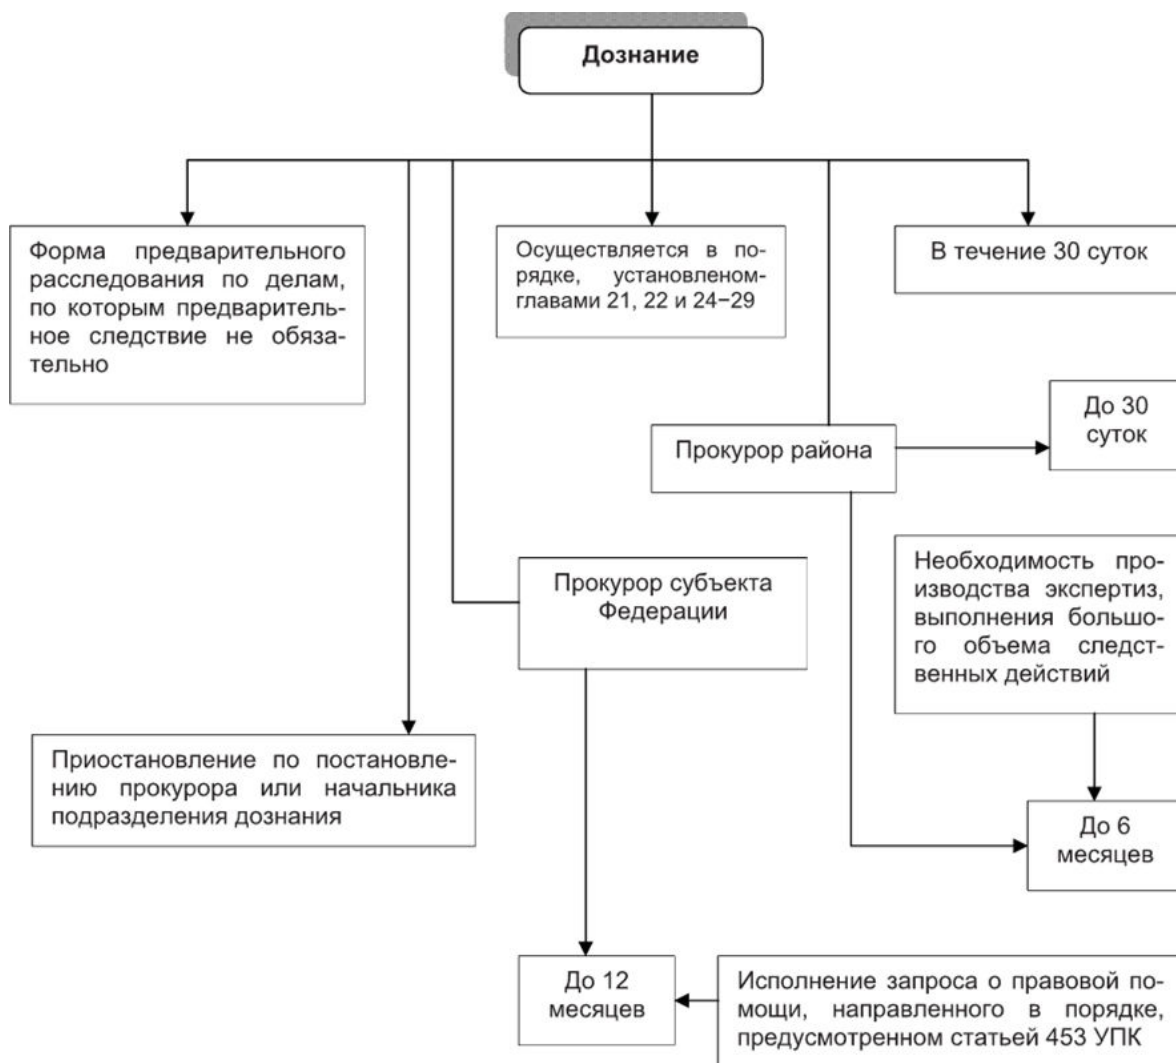 Дознание
Форма предварительного
расследования по делам,
по которым предваритель-
ное следствие не обяза-
тельно
Осуществляется в по-
рядке, установленом-
главами 21, 22 и 24−29
В течение 30 суток
До 30
суток
Прокурор района
Необходимость про-
изводства экспертиз,
выполнения большо-
го объема следст-
венных действий
Прокурор субъекта
Федерации
Приостановление по постановле-
нию прокурора или начальника
подразделения дознания
До 6
месяцев
До 12
месяцев
Исполнение запроса о правовой по-
мощи, направленного в порядке,
предусмотренном статьей 453 УПК